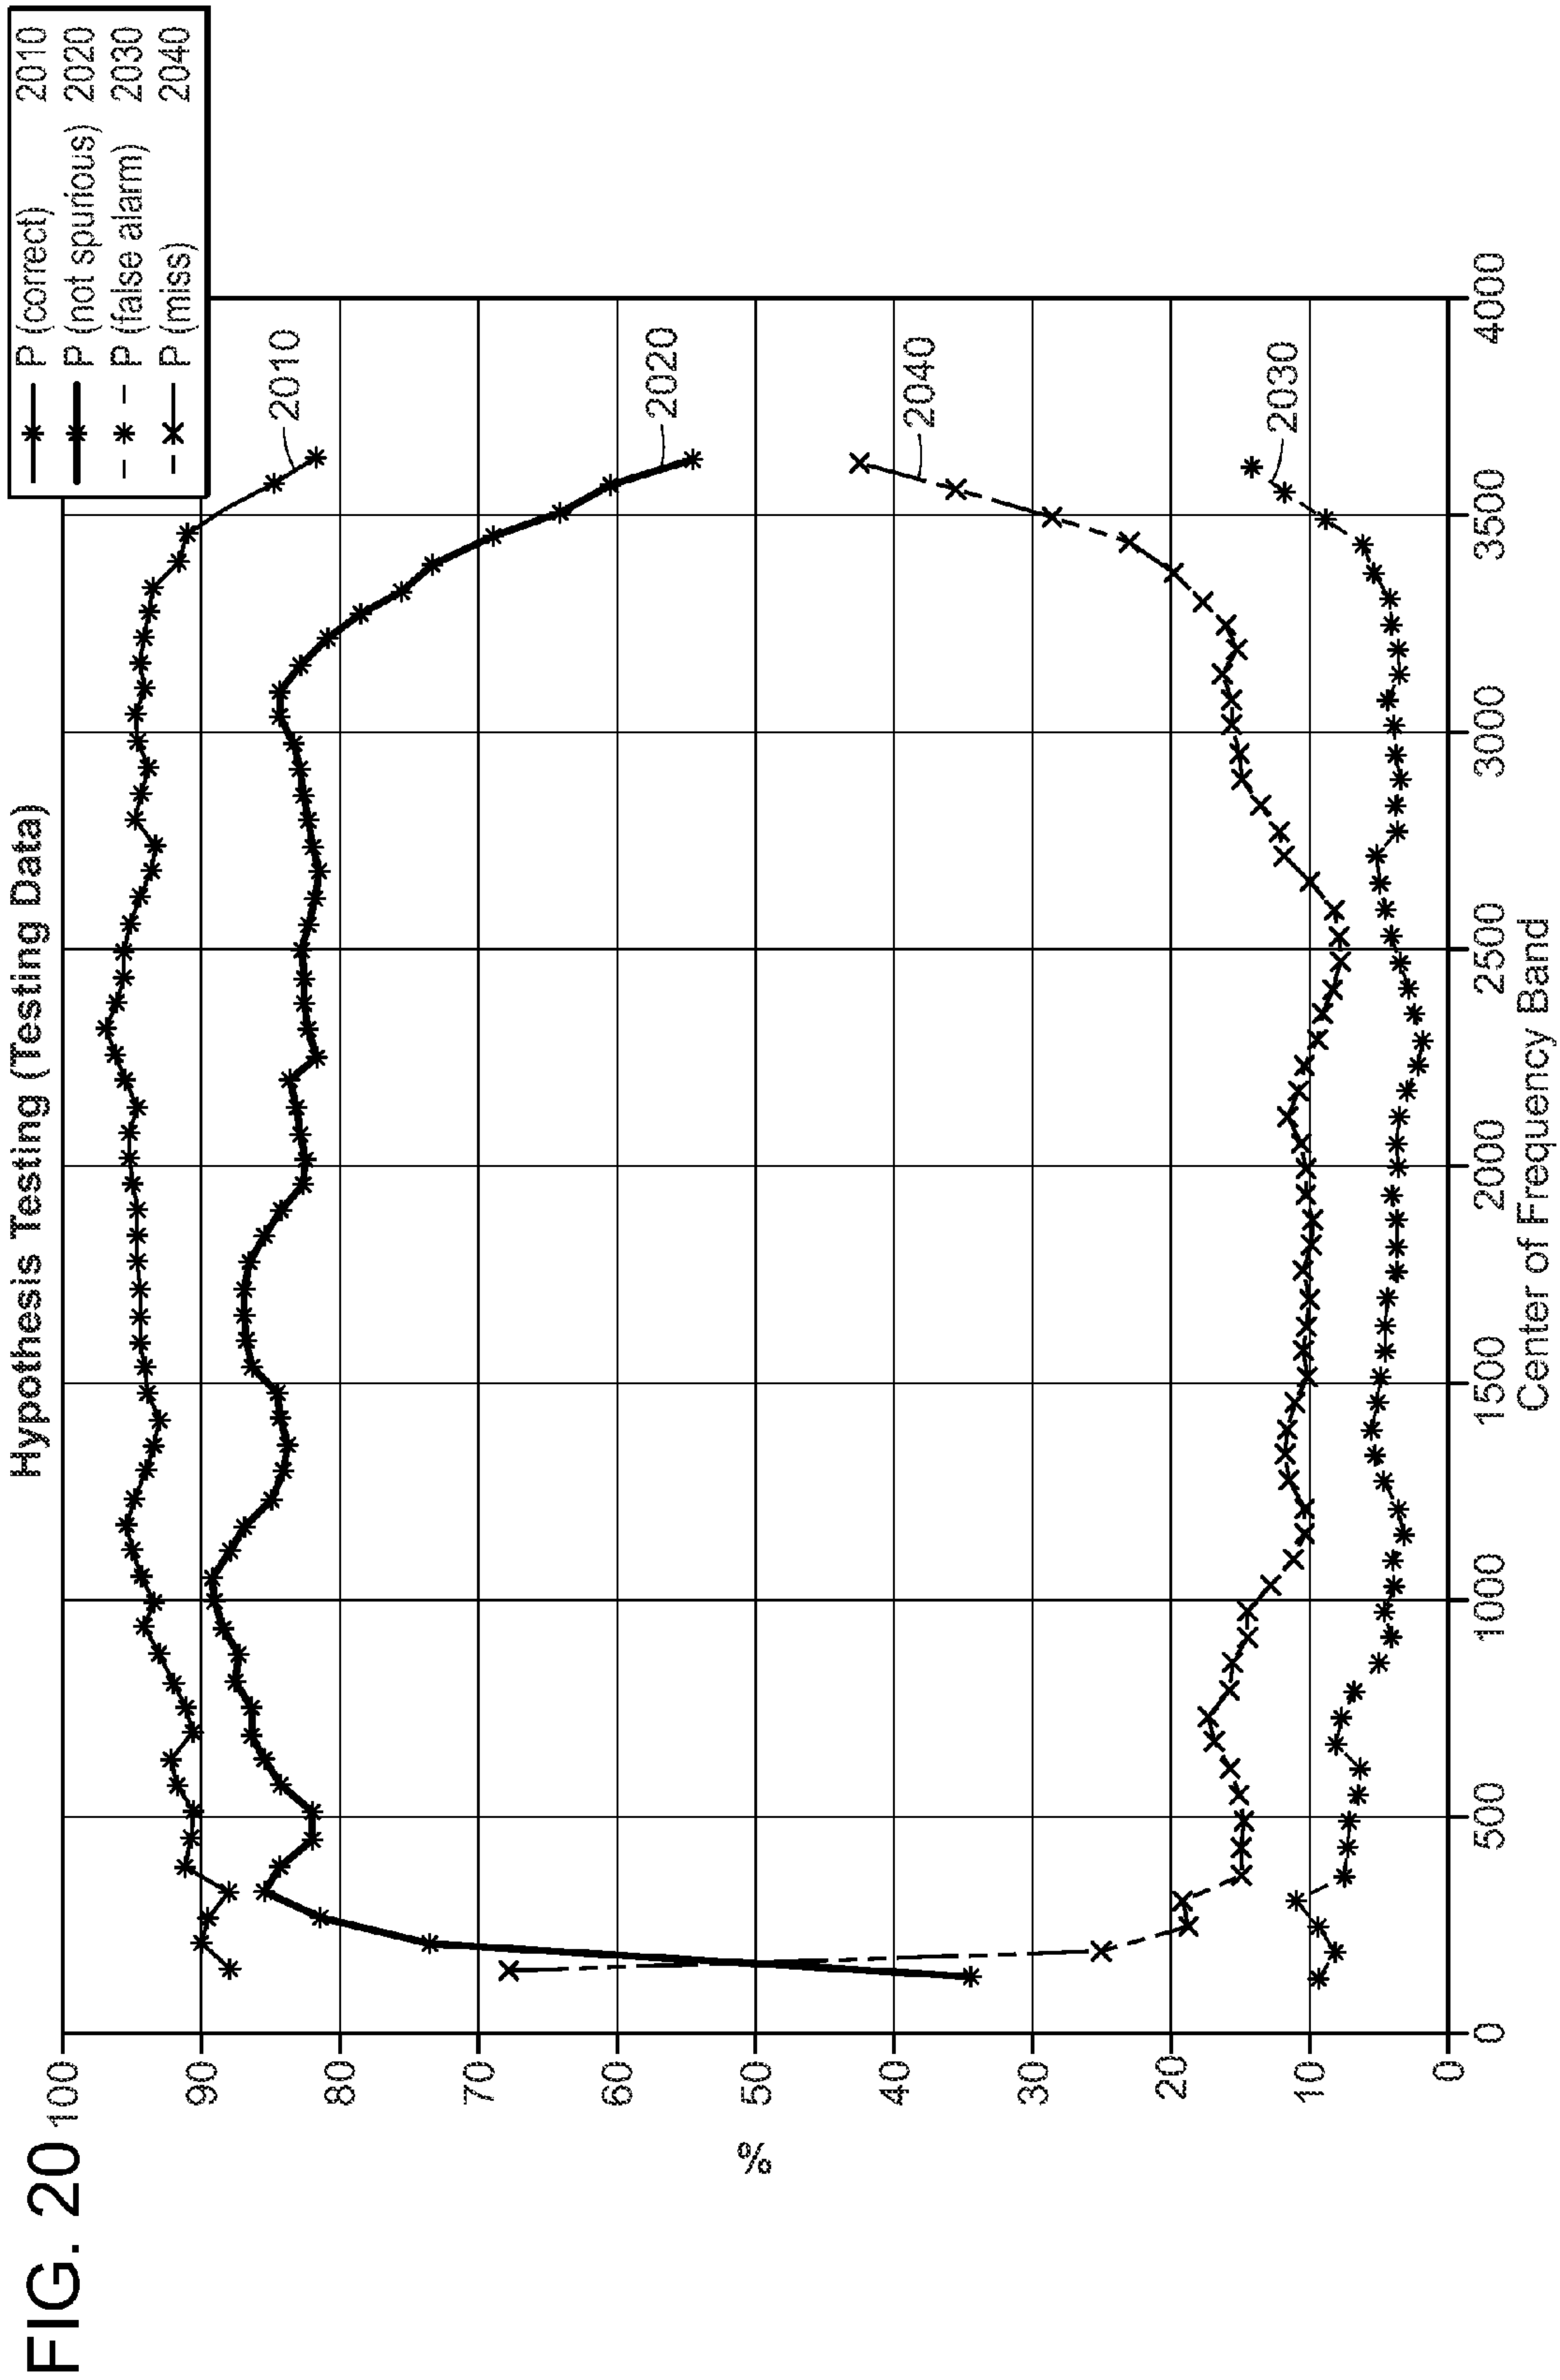 FIG. 20
Hypothesis Testing (Testing Data)
P (correct) 2010
P (not spurious) 2020
P (false alarm) 2030
P (miss) 2040
100
90
80
70
60
50
40
30
20
10
0
%
2010
2020
2040
2030
0 500 1000 1500 2000 2500 3000 3500 4000
Center of Frequency Band